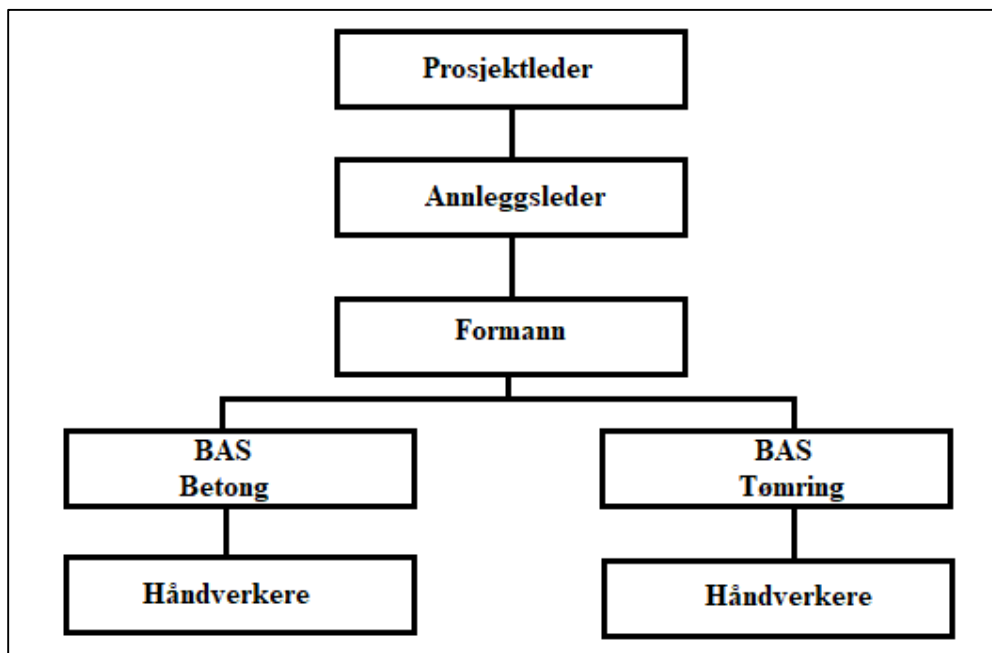 Prosjektleder
Annleggsleder
Formann
BAS
Betong
BAS
Tømring
Håndverkere
Håndverkere